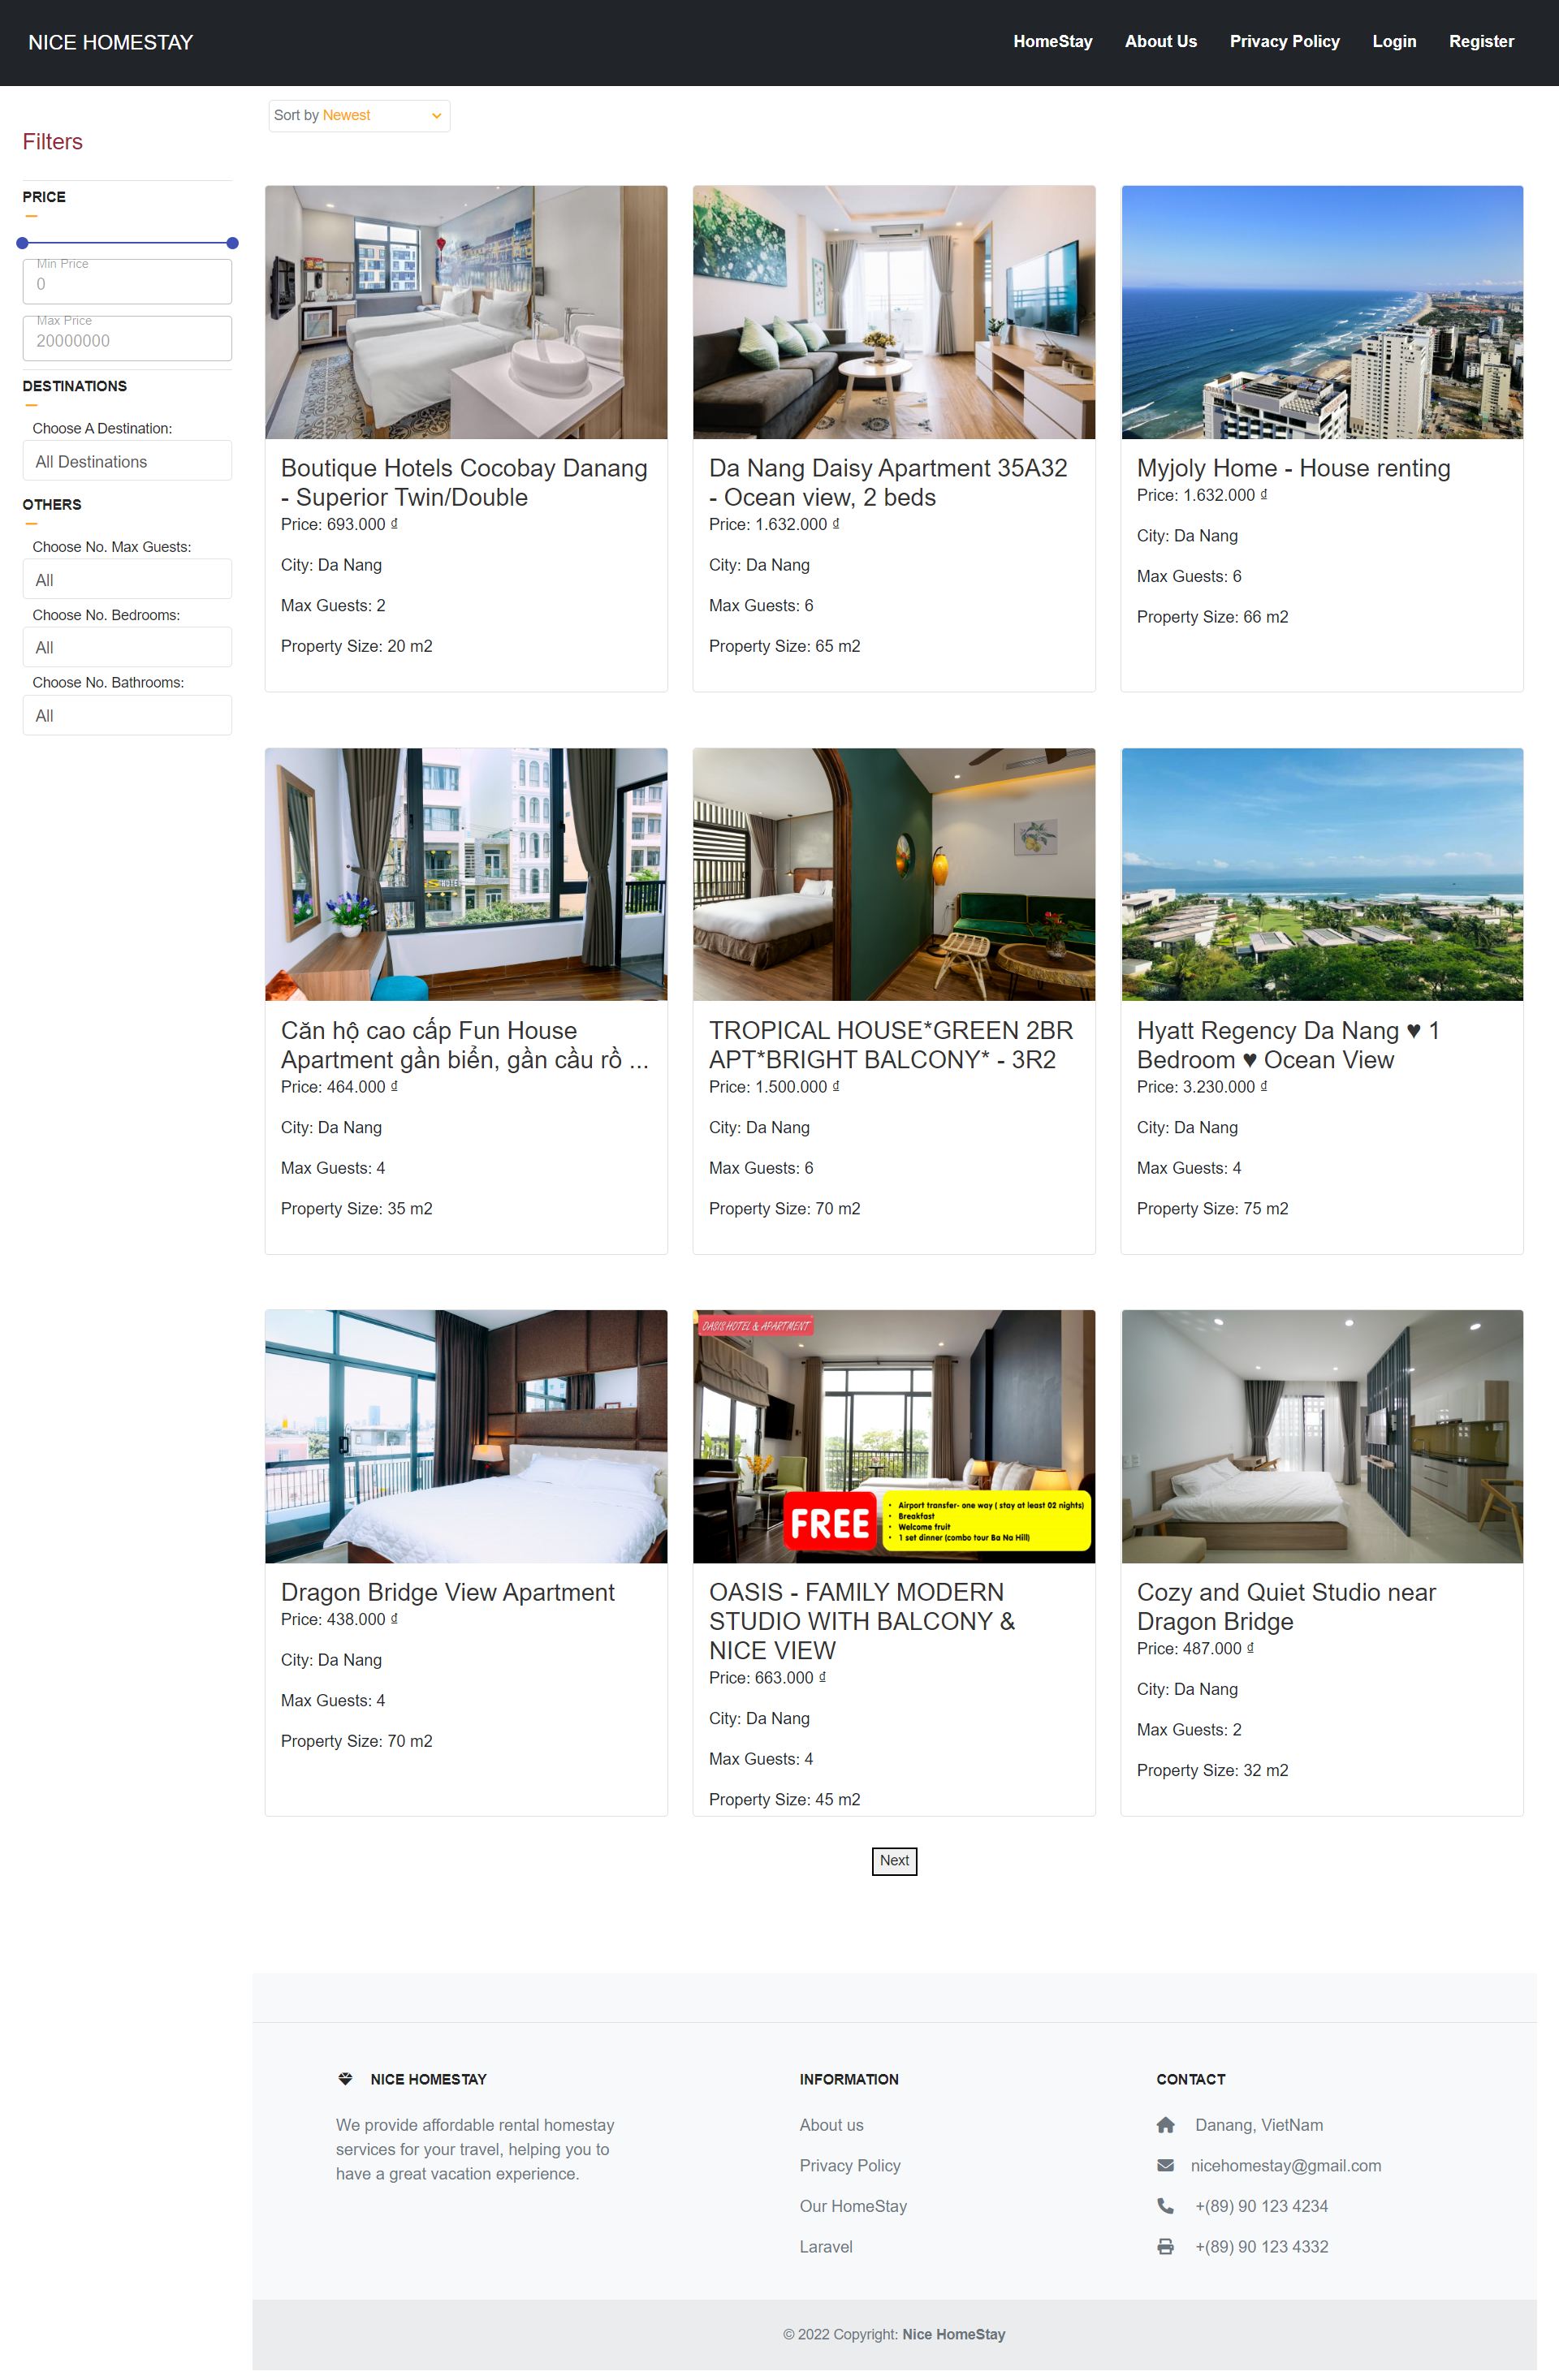 NICE HOMESTAY
HomeStay
About Us
Privacy Policy
Login
Register
Sort by Newest
Filters
PRICE
Min Price
0
Max Price
20000000
DESTINATIONS
Choose A Destination:
All Destinations
OTHERS
Choose No. Max Guests:
All
Choose No. Bedrooms:
All
Choose No. Bathrooms:
All
Boutique Hotels Cocobay Danang
- Superior Twin/Double
Price: 693.000 ₫
City: Da Nang
Max Guests: 2
Property Size: 20 m2
Da Nang Daisy Apartment 35A32
- Ocean view, 2 beds
Price: 1.632.000 ₫
City: Da Nang
Max Guests: 6
Property Size: 65 m2
Myjoly Home - House renting
Price: 1.632.000 ₫
City: Da Nang
Max Guests: 6
Property Size: 66 m2
HOTEL
Căn hộ cao cấp Fun House
Apartment gần biển, gần cầu rồ ...
Price: 464.000 ₫
City: Da Nang
Max Guests: 4
Property Size: 35 m2
TROPICAL HOUSE*GREEN 2BR
APT*BRIGHT BALCONY* - 3R2
Price: 1.500.000 ₫
City: Da Nang
Max Guests: 6
Property Size: 70 m2
Hyatt Regency Da Nang ♥ 1
Bedroom ♥ Ocean View
Price: 3.230.000 ₫
City: Da Nang
Max Guests: 4
Property Size: 75 m2
Dragon Bridge View Apartment
Price: 438.000 ₫
City: Da Nang
Max Guests: 4
Property Size: 70 m2
OASIS HOTEL & APARTMENT
FREE
• Airport transfer- one way ( stay at least 02 nights)
• Breakfast
• Welcome fruit
• 1 set dinner (combo tour Ba Na Hill)
OASIS - FAMILY MODERN
STUDIO WITH BALCONY &
NICE VIEW
Price: 663.000 ₫
City: Da Nang
Max Guests: 4
Property Size: 45 m2
Cozy and Quiet Studio near
Dragon Bridge
Price: 487.000 ₫
City: Da Nang
Max Guests: 2
Property Size: 32 m2
Next
NICE HOMESTAY
We provide affordable rental homestay
services for your travel, helping you to
have a great vacation experience.
INFORMATION
About us
Privacy Policy
Our HomeStay
Laravel
CONTACT
Danang, VietNam
nicehomestay@gmail.com
+(89) 90 123 4234
+(89) 90 123 4332
© 2022 Copyright: Nice HomeStay